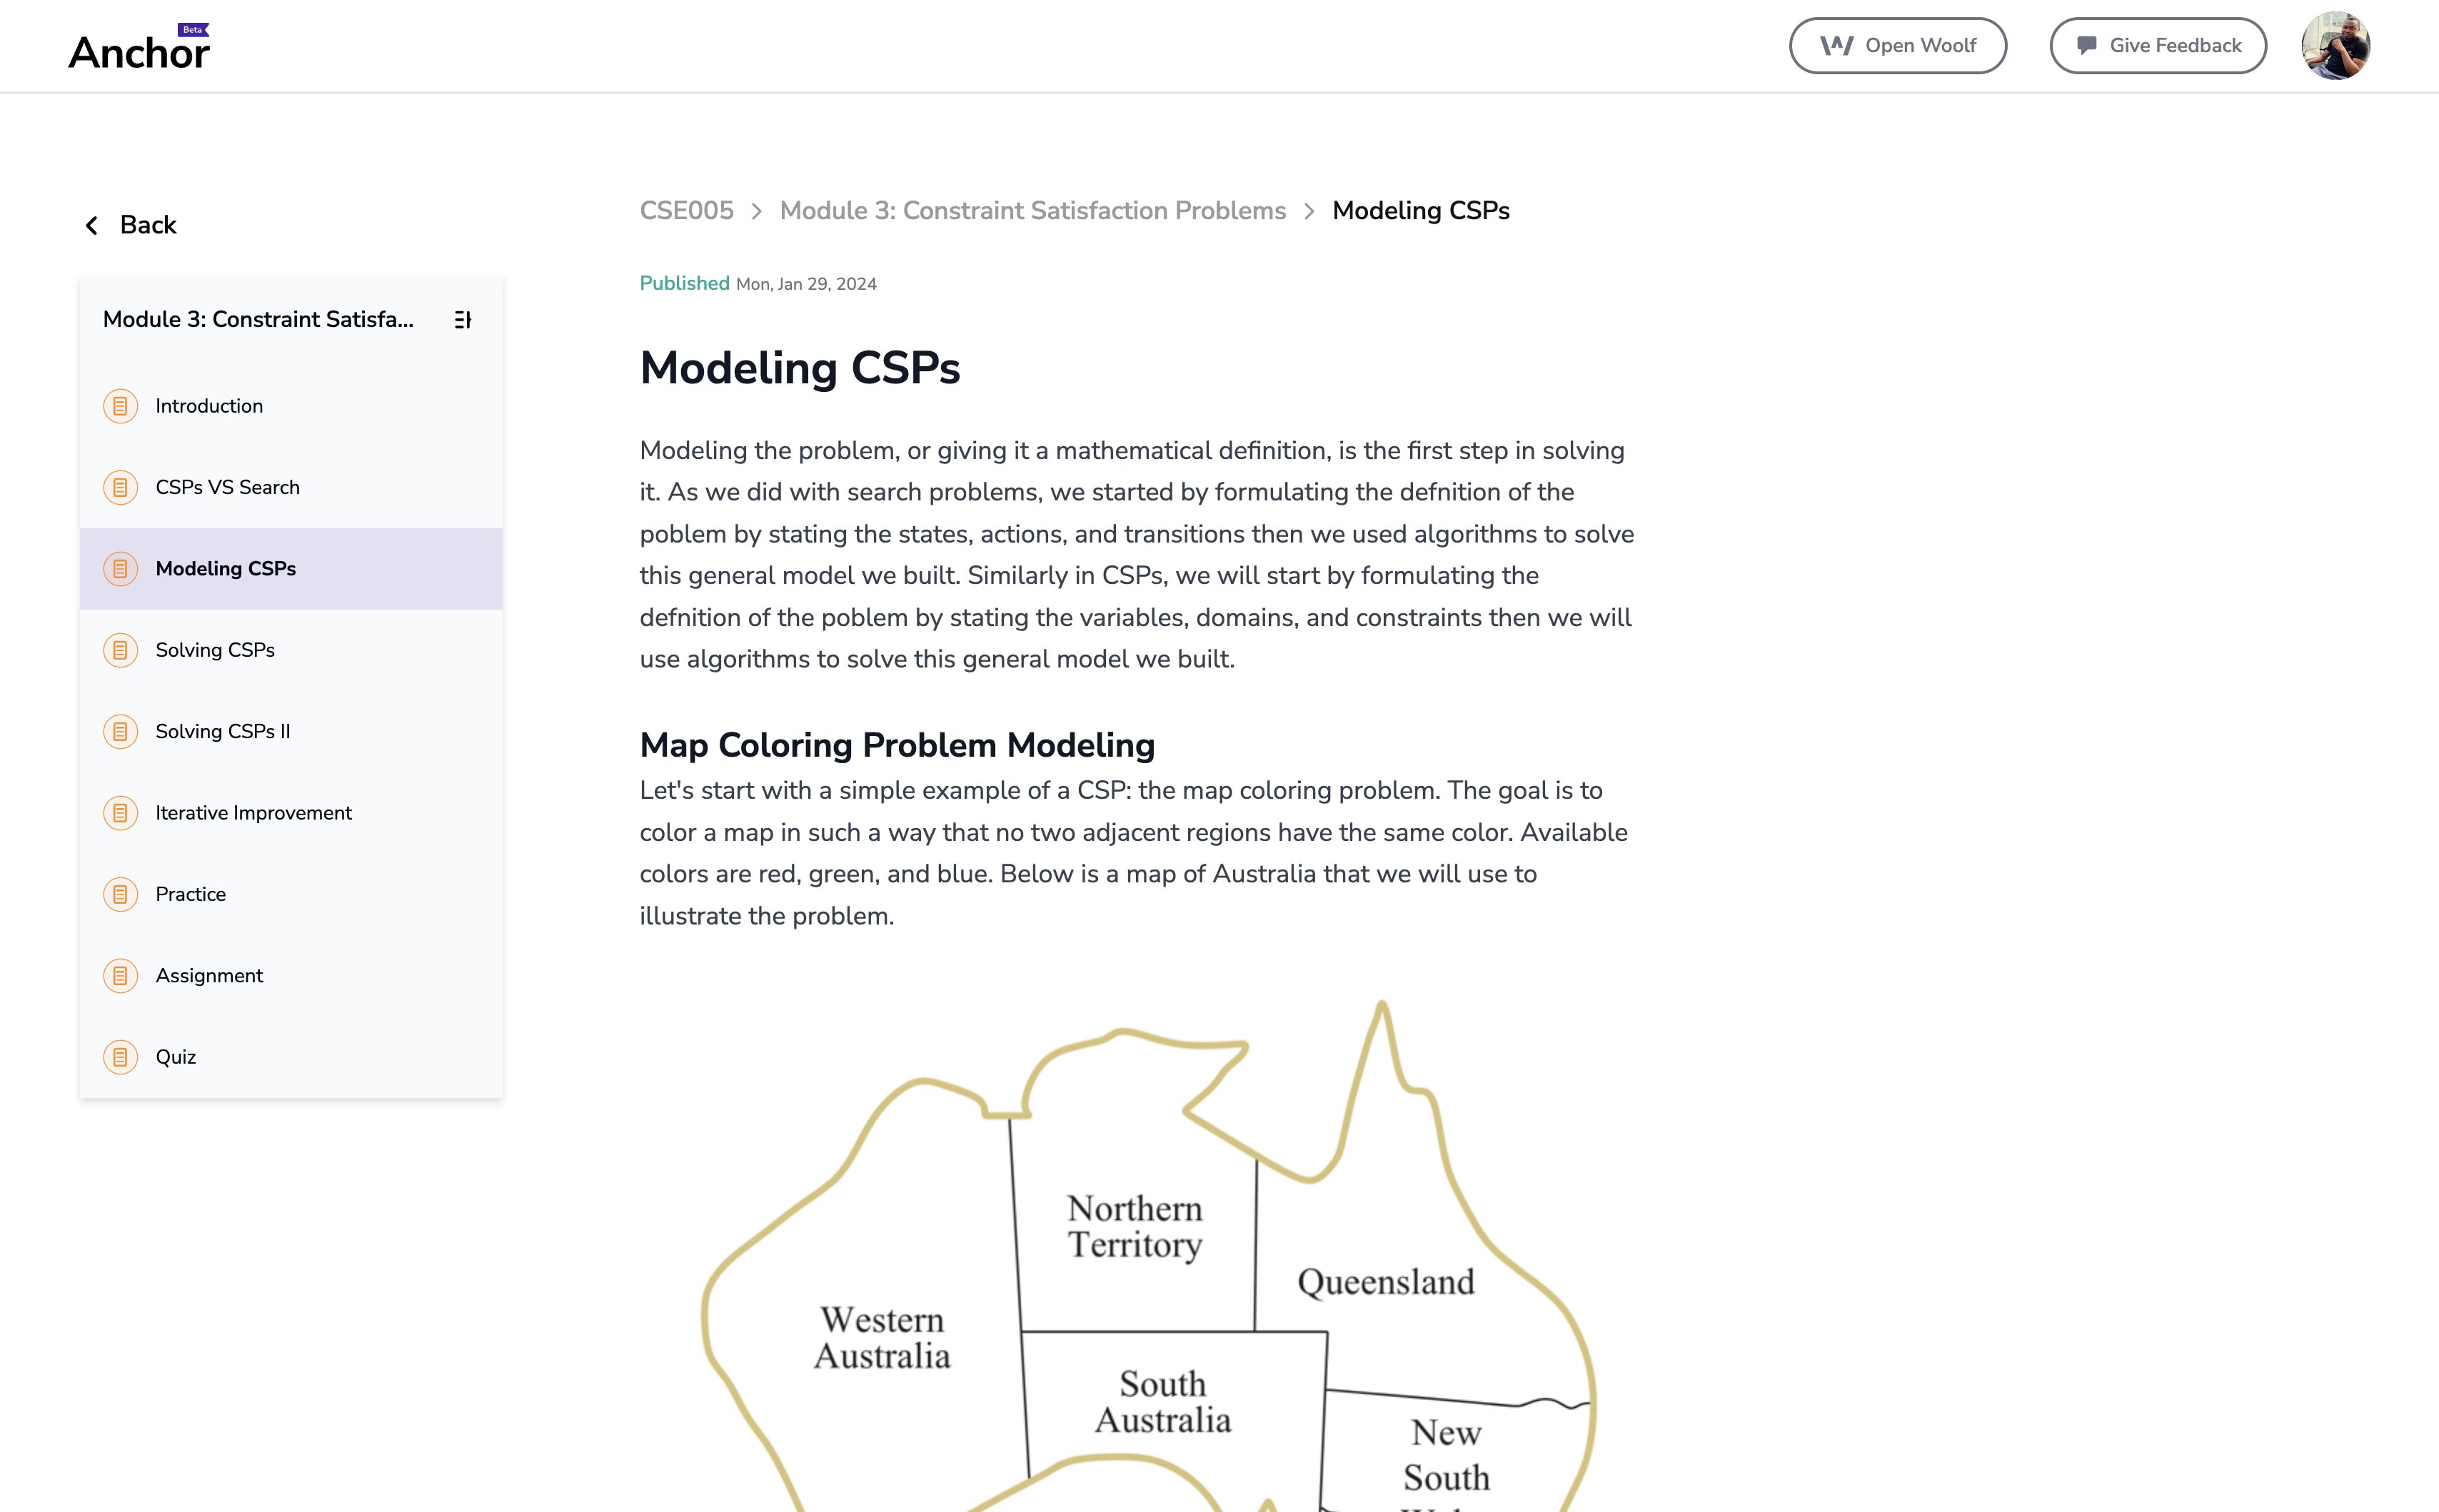 Anchor
Beta
Open Woolf
Give Feedback
Back
Module 3: Constraint Satisfa...
Introduction
CSPs VS Search
Modeling CSPs
Solving CSPs
Solving CSPs II
Iterative Improvement
Practice
Assignment
Quiz
CSE005 > Module 3: Constraint Satisfaction Problems > Modeling CSPs
Published Mon, Jan 29, 2024
Modeling CSPs
Modeling the problem, or giving it a mathematical definition, is the first step in solving
it. As we did with search problems, we started by formulating the defnition of the
poblem by stating the states, actions, and transitions then we used algorithms to solve
this general model we built. Similarly in CSPs, we will start by formulating the
defnition of the poblem by stating the variables, domains, and constraints then we will
use algorithms to solve this general model we built.
Map Coloring Problem Modeling
Let's start with a simple example of a CSP: the map coloring problem. The goal is to
color a map in such a way that no two adjacent regions have the same color. Available
colors are red, green, and blue. Below is a map of Australia that we will use to
illustrate the problem.
Northern
Territory
Queensland
Western
Australia
South
Australia
New
South